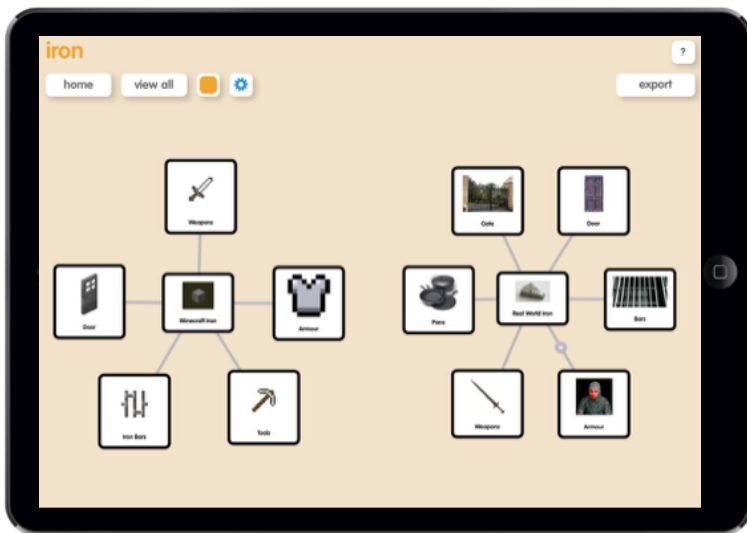 iron
?
home
view all
export
Weapons
Door
Minecraft Iron
Armour
Iron Bars
Tools
Gate
Door
Pans
Real World Iron
Bars
Weapons
Armour